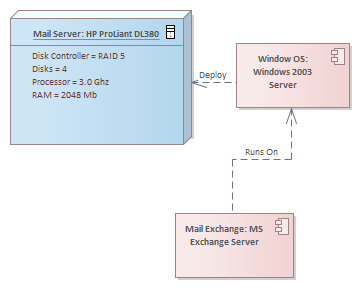 Mail Server: HP ProLiant DL380
Disk Controller = RAID 5
Disks = 4
Processor = 3.0 Ghz
RAM = 2048 Mb
Deploy
Window OS:
Windows 2003
Server
Runs On
Mail Exchange: MS
Exchange Server